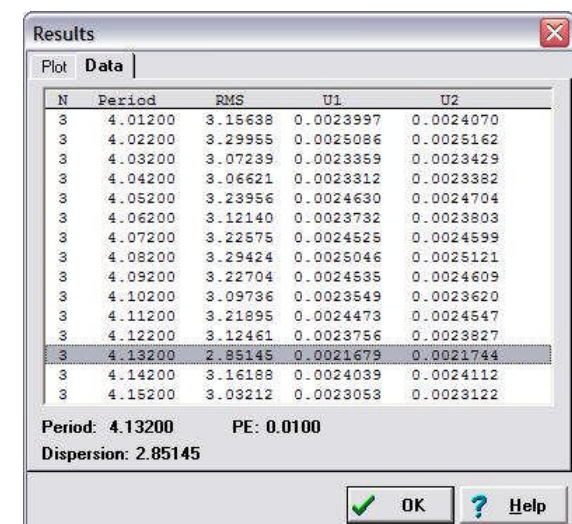 Results
Plot Data
N Period RMS U1 U2
3 4.01200 3.15638 0.0023997 0.0024070
3 4.02200 3.29955 0.0025086 0.0025162
3 4.03200 3.07239 0.0023359 0.0023429
3 4.04200 3.06621 0.0023312 0.0023382
3 4.05200 3.23956 0.0024630 0.0024704
3 4.06200 3.12140 0.0023732 0.0023803
3 4.07200 3.22575 0.0024525 0.0024599
3 4.08200 3.29424 0.0025046 0.0025121
3 4.09200 3.22704 0.0024535 0.0024609
3 4.10200 3.09736 0.0023549 0.0023620
3 4.11200 3.21895 0.0024473 0.0024547
3 4.12200 3.12461 0.0023756 0.0023827
3 4.13200 2.85145 0.0021679 0.0021744
3 4.14200 3.16188 0.0024039 0.0024112
3 4.15200 3.03212 0.0023053 0.0023122
Period: 4.13200 PE: 0.0100
Dispersion: 2.85145
OK ? Help